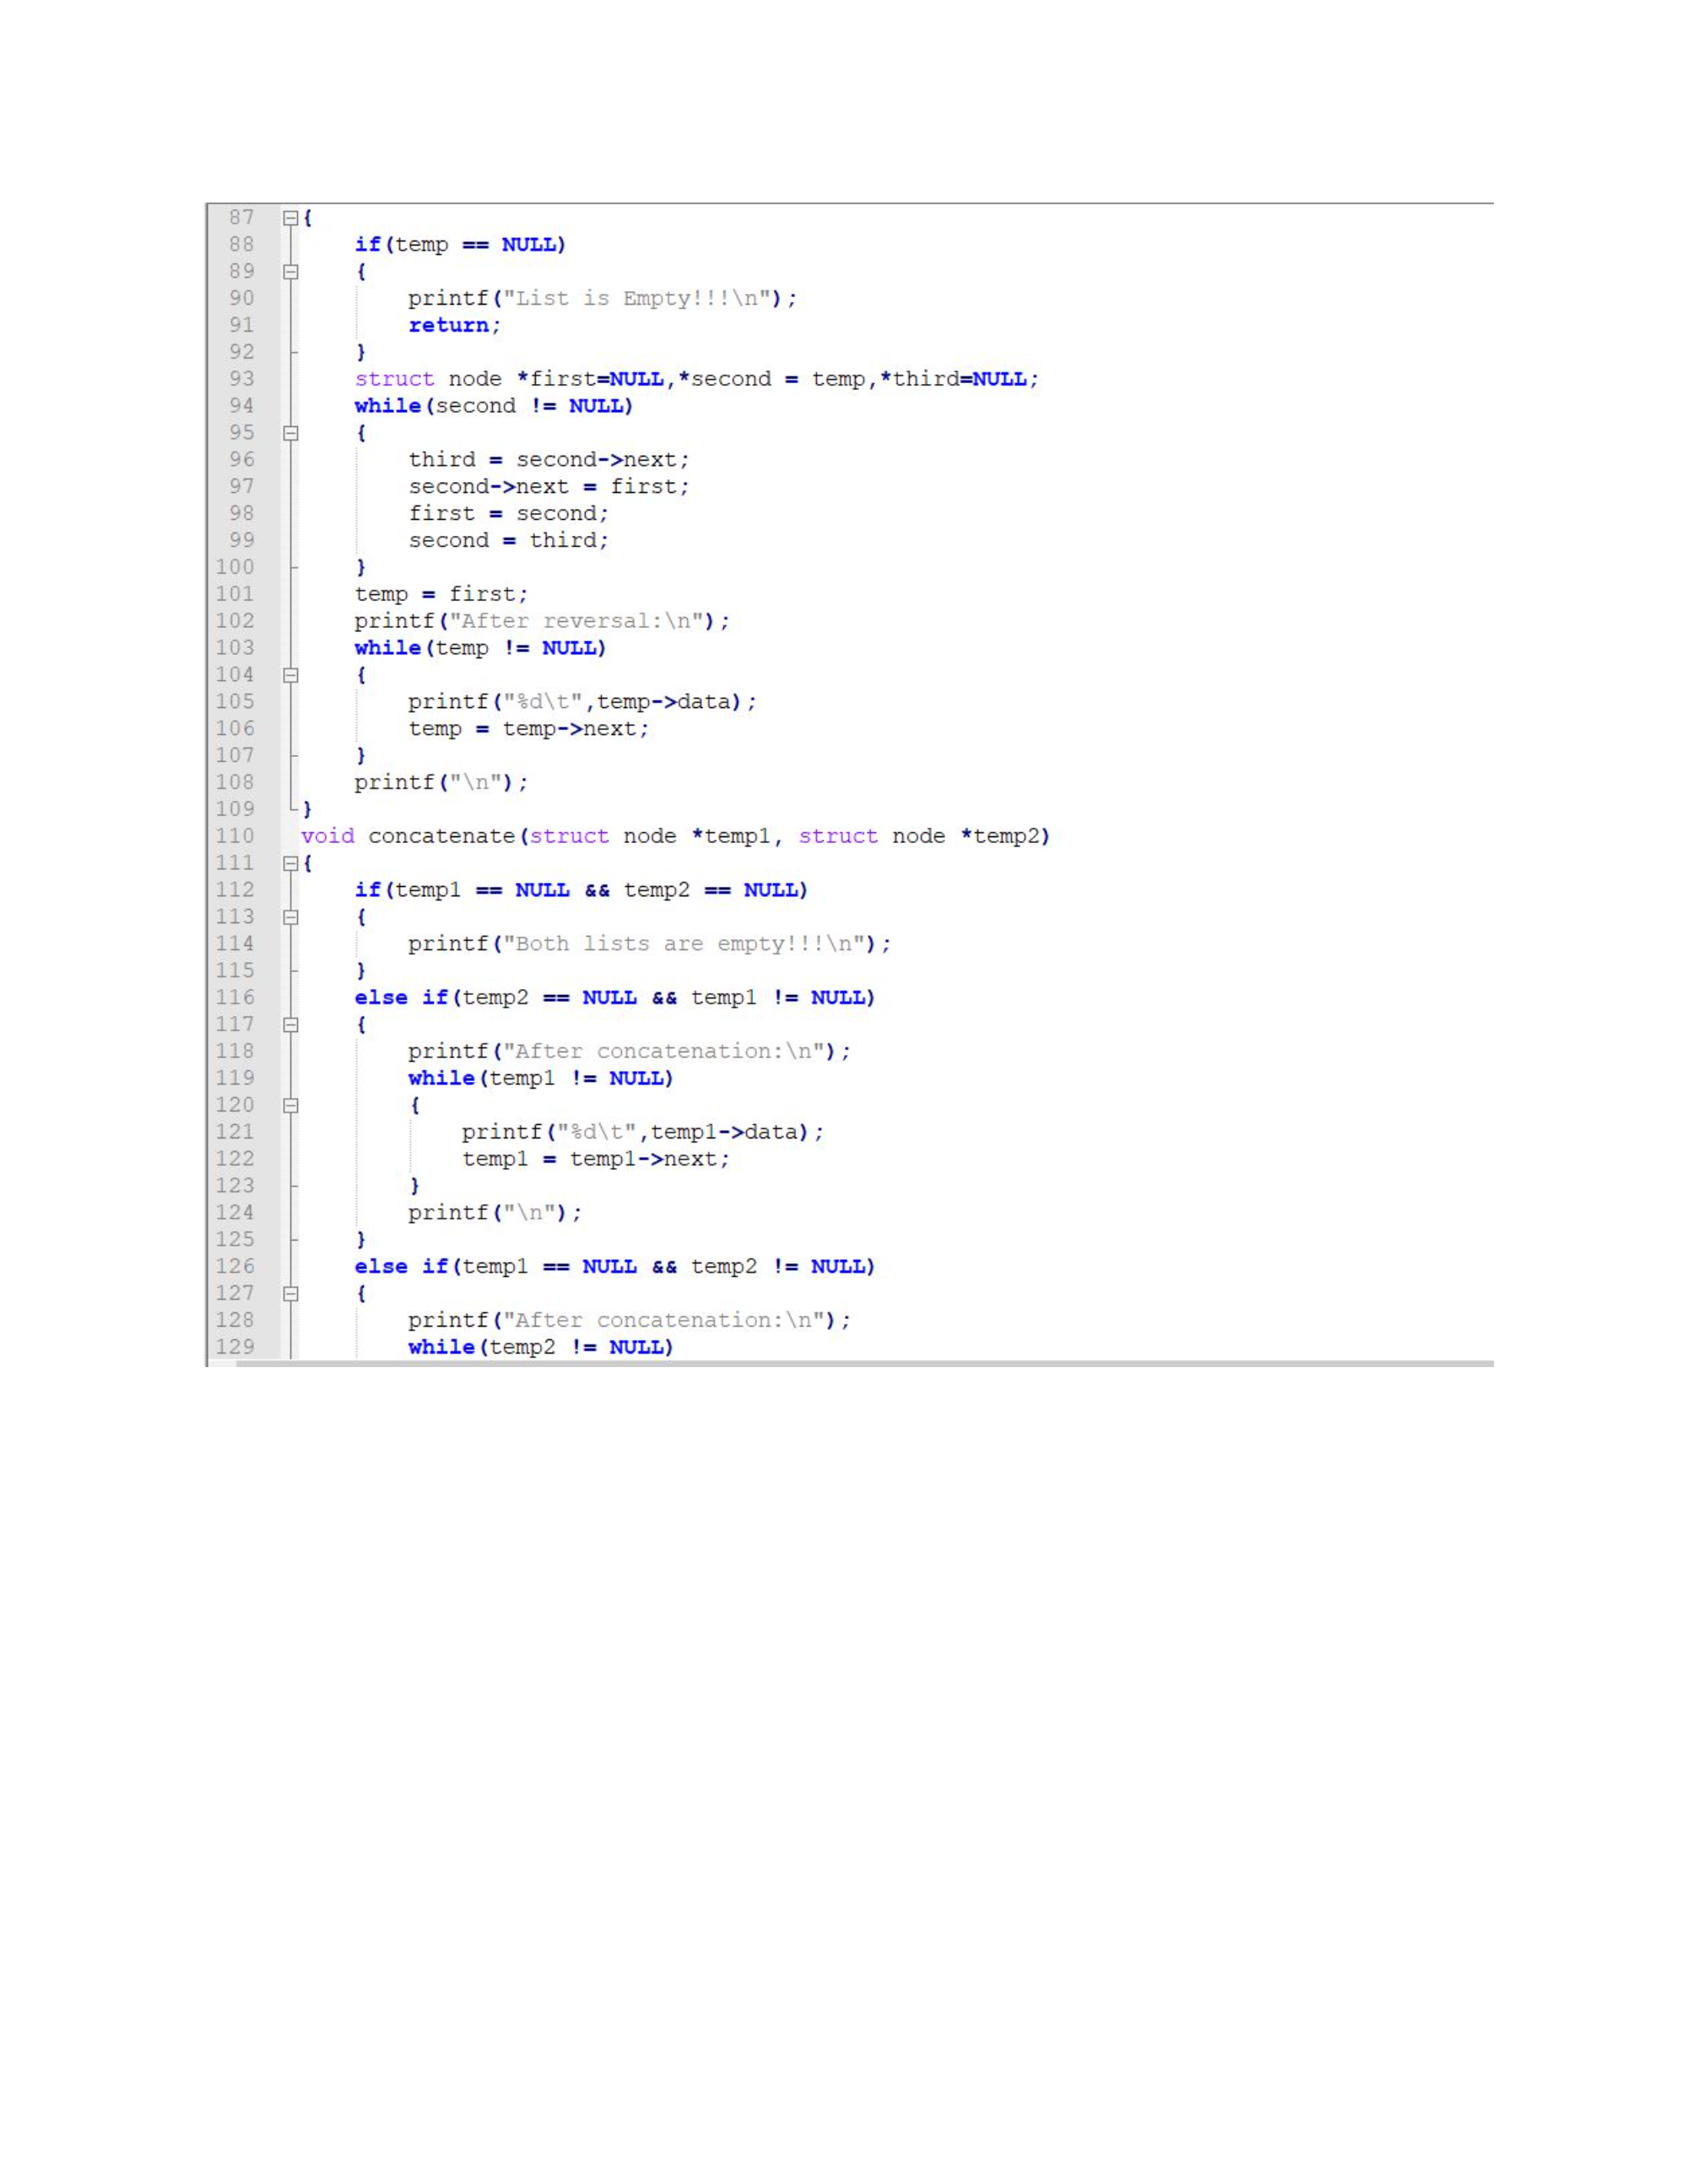 87 {
88     if(temp == NULL)
89     {
90         printf("List is Empty!!!\n");
91         return;
92     }
93     struct node *first=NULL,*second = temp,*third=NULL;
94     while(second != NULL)
95     {
96         third = second->next;
97         second->next = first;
98         first = second;
99         second = third;
100     }
101     temp = first;
102     printf("After reversal:\n");
103     while(temp != NULL)
104     {
105         printf("%d\t",temp->data);
106         temp = temp->next;
107     }
108     printf("\n");
109 }
110 void concatenate(struct node *temp1, struct node *temp2)
111 {
112     if(temp1 == NULL && temp2 == NULL)
113     {
114         printf("Both lists are empty!!!\n");
115     }
116     else if(temp2 == NULL && temp1 != NULL)
117     {
118         printf("After concatenation:\n");
119         while(temp1 != NULL)
120         {
121             printf("%d\t",temp1->data);
122             temp1 = temp1->next;
123         }
124         printf("\n");
125     }
126     else if(temp1 == NULL && temp2 != NULL)
127     {
128         printf("After concatenation:\n");
129         while(temp2 != NULL)